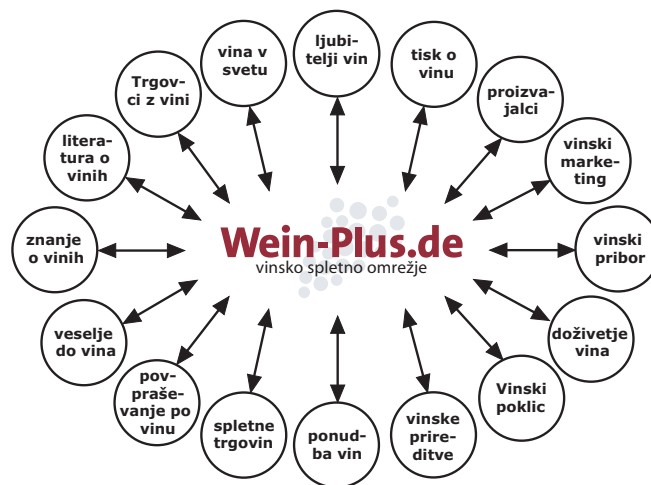 ljubi-
telji vin
tisk o
vinu
proizva-
jalci
vinski
marke-
ting
vinski
pribor
doživetje
vina
Vinski
poklic
vinske
prire-
ditve
ponud-
ba vin
spletne
trgovin
pov-
praše-
vanje po
vinu
veselje
do vina
znanje
o vinih
litera-
tura o
vinih
Trgov-
ci z vini
vina v
svetu
Wein-Plus.de
vinsko spletno omrežje